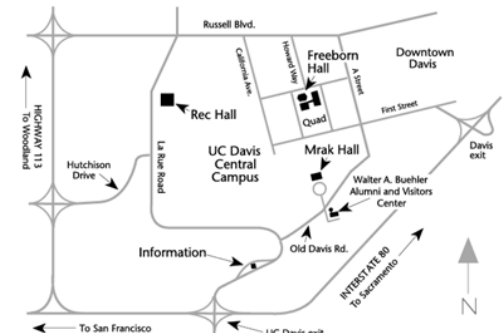 Russell Blvd.
California Ave.
Howard Way
Freeborn
Hall
A Street
Downtown
Davis
HIGHWAY 113
To Woodland
Rec Hall
Quad
First Street
La Rue Road
UC Davis
Central
Campus
Mrak Hall
Davis
exit
Hutchison
Drive
Walter A. Buehler
Alumni and Visitors
Center
Information
Old Davis Rd.
INTERSTATE 80
To Sacramento
N
To San Francisco
UC Davis exit